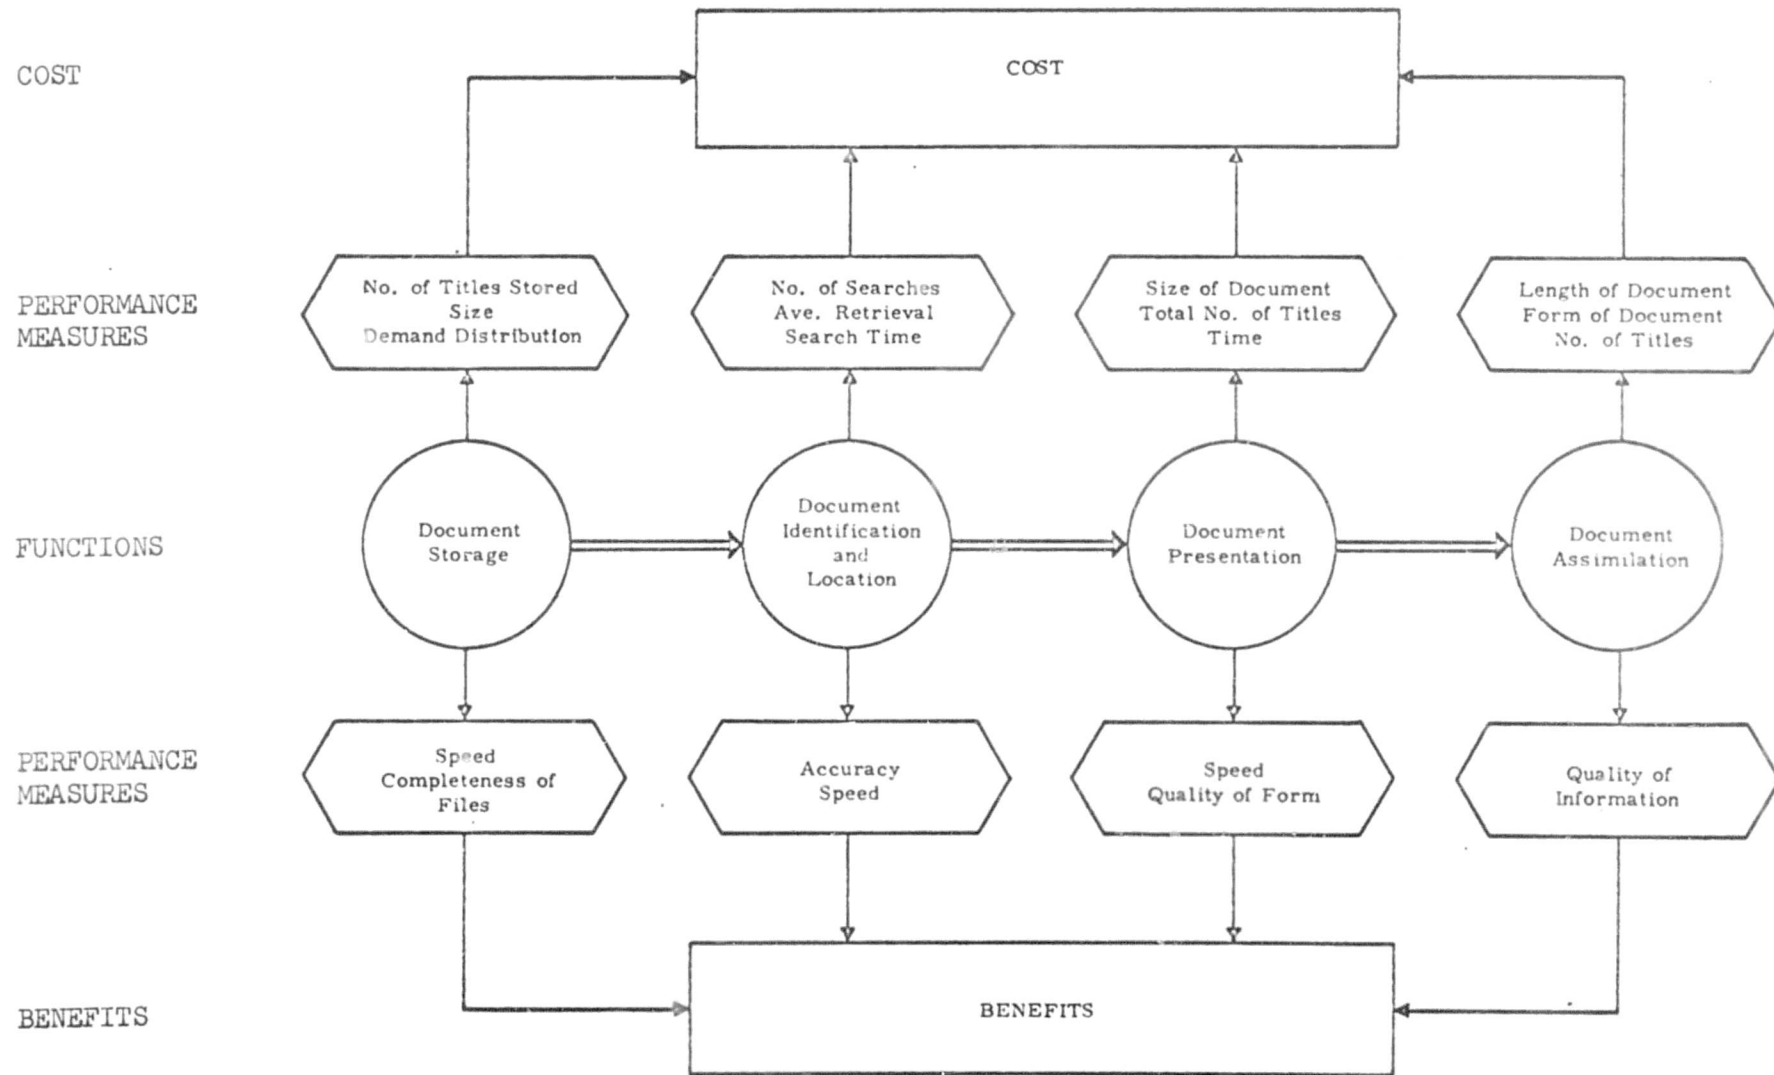 COST
COST
PERFORMANCE
MEASURES
No. of Titles Stored
Size
Demand Distribution
No. of Searches
Ave. Retrieval
Search Time
Size of Document
Total No. of Titles
Time
Length of Document
Form of Document
No. of Titles
FUNCTIONS
Document
Storage
Document
Identification
and
Location
Document
Presentation
Document
Assimilation
PERFORMANCE
MEASURES
Speed
Completeness of
Files
Accuracy
Speed
Speed
Quality of Form
Quality of
Information
BENEFITS
BENEFITS